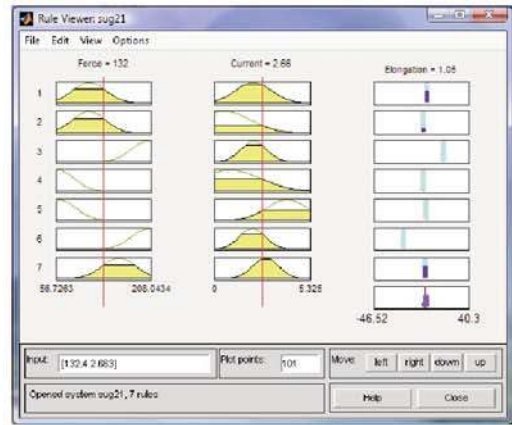 Rule Viewer: sug21
File Edit View Options
Force = 132 Current = 2.66 Elongation = 1.05
1
2
3
4
5
6
7
56.7263 208.0434 0 5.325
-46.52 40.3
Input: [132.4 2.663] Plot points: 101 Move: left right down up
Opened system sug21, 7 rules Help Close